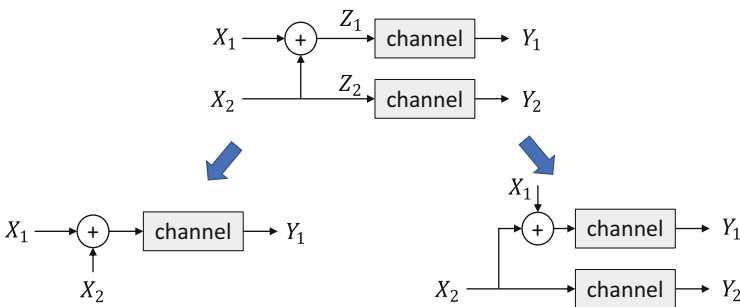 X₁ + Z₁ channel Y₁
X₂ Z₂ channel Y₂
X₁ + channel Y₁
X₂
X₁
+ channel Y₁
X₂ channel Y₂